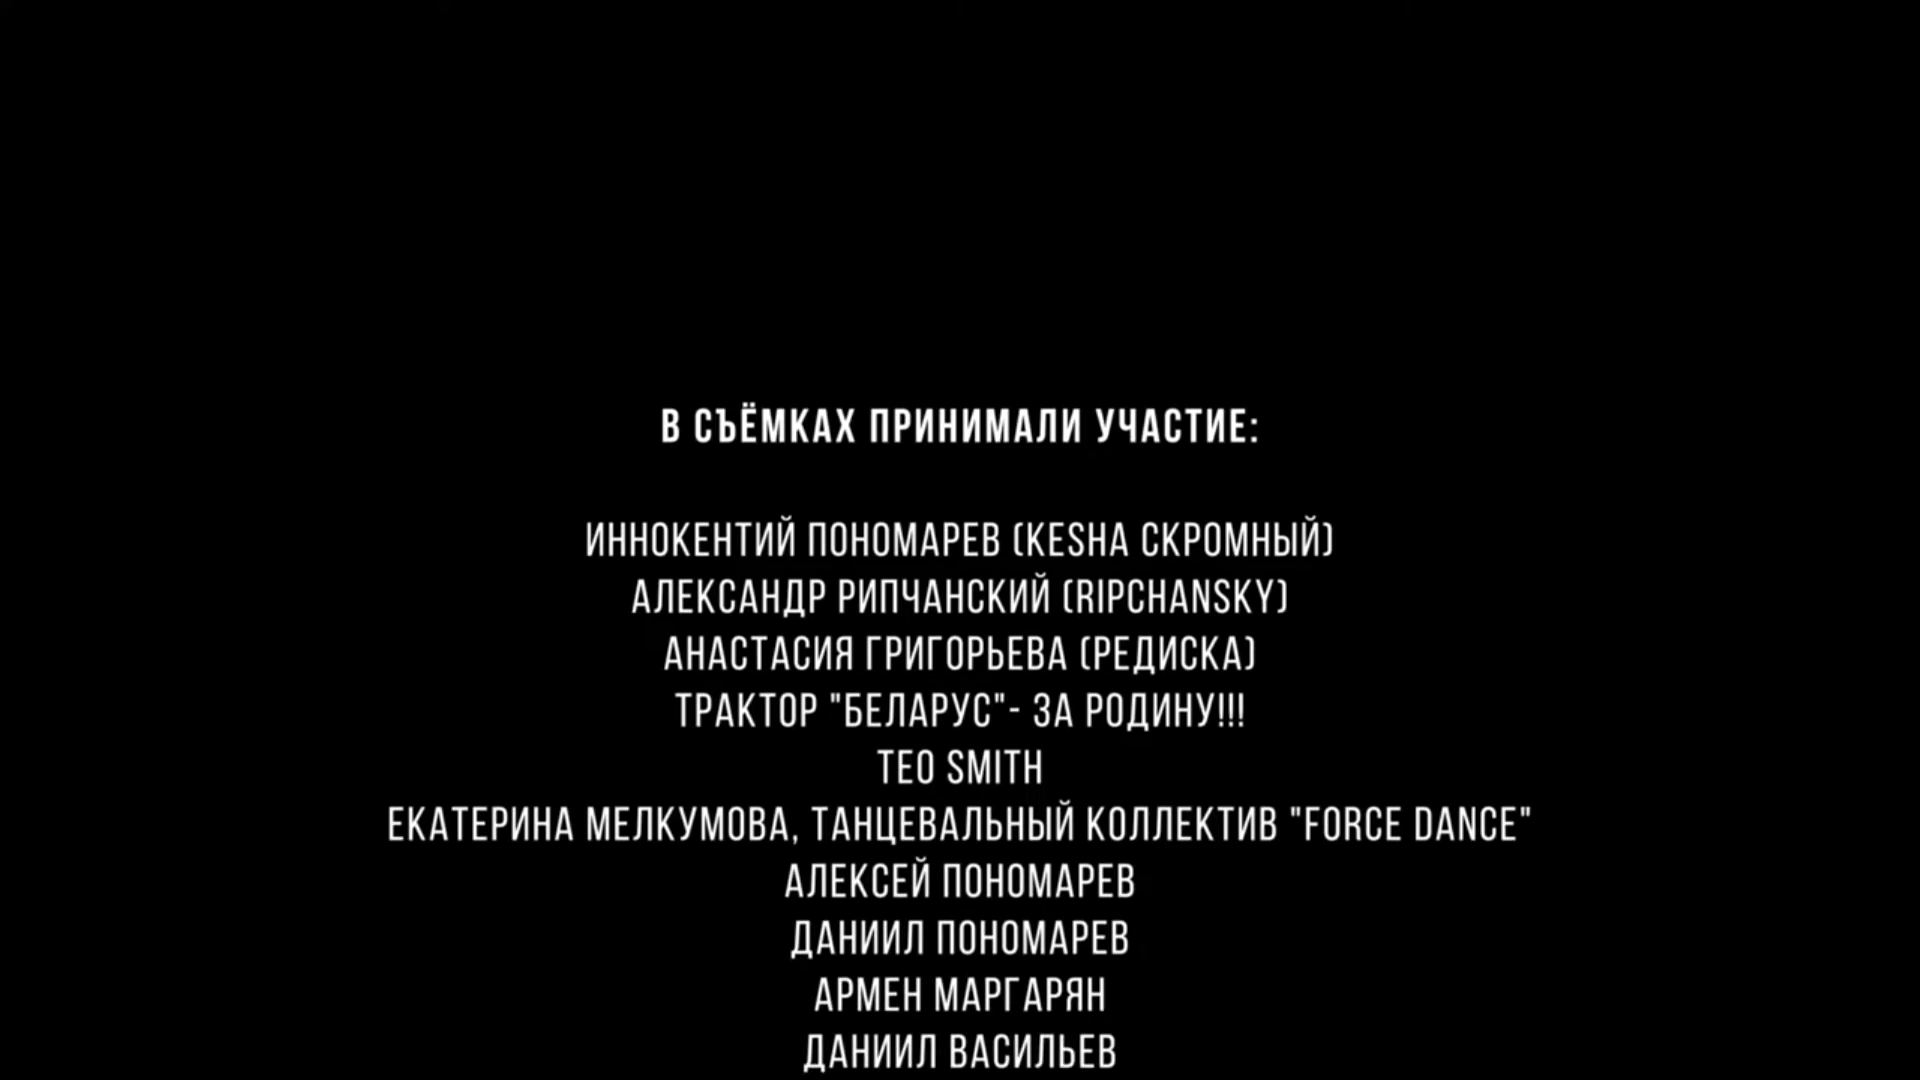 В СЪЁМКАХ ПРИНИМАЛИ УЧАСТИЕ:
ИННОКЕНТИЙ ПОНОМАРЕВ (KESHA СКРОМНЫЙ)
АЛЕКСАНДР РИПЧАНСКИЙ (RIPCHANSKY)
АНАСТАСИЯ ГРИГОРЬЕВА (РЕДИСКА)
ТРАКТОР "БЕЛАРУС"- ЗА РОДИНУ!!!
TEO SMITH
ЕКАТЕРИНА МЕЛКУМОВА, ТАНЦЕВАЛЬНЫЙ КОЛЛЕКТИВ "FORCE DANCE"
АЛЕКСЕЙ ПОНОМАРЕВ
ДАНИИЛ ПОНОМАРЕВ
АРМЕН МАРГАРЯН
ДАНИИЛ ВАСИЛЬЕВ